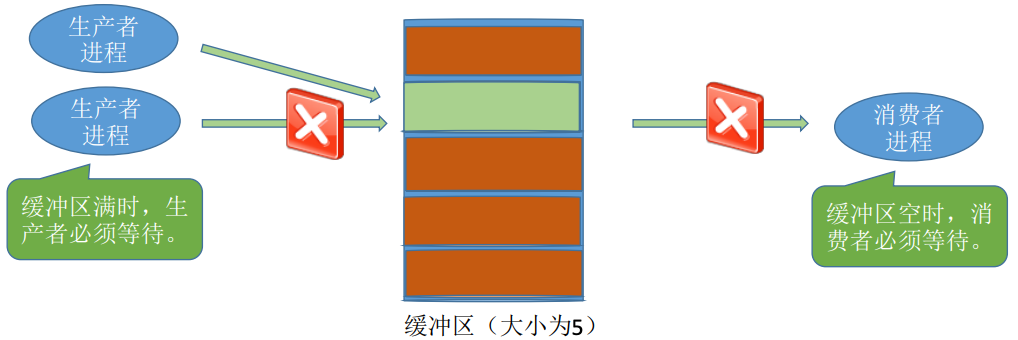 生产者
进程
生产者
进程
缓冲区满时，生
产者必须等待。
消费者
进程
缓冲区空时，消
费者必须等待。
缓冲区（大小为5）